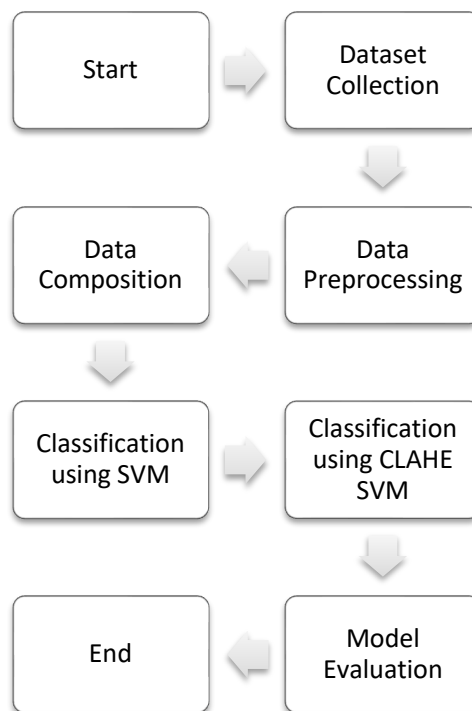 Start
Dataset
Collection
Data
Preprocessing
Data
Composition
Classification
using SVM
Classification
using CLAHE
SVM
Model
Evaluation
End